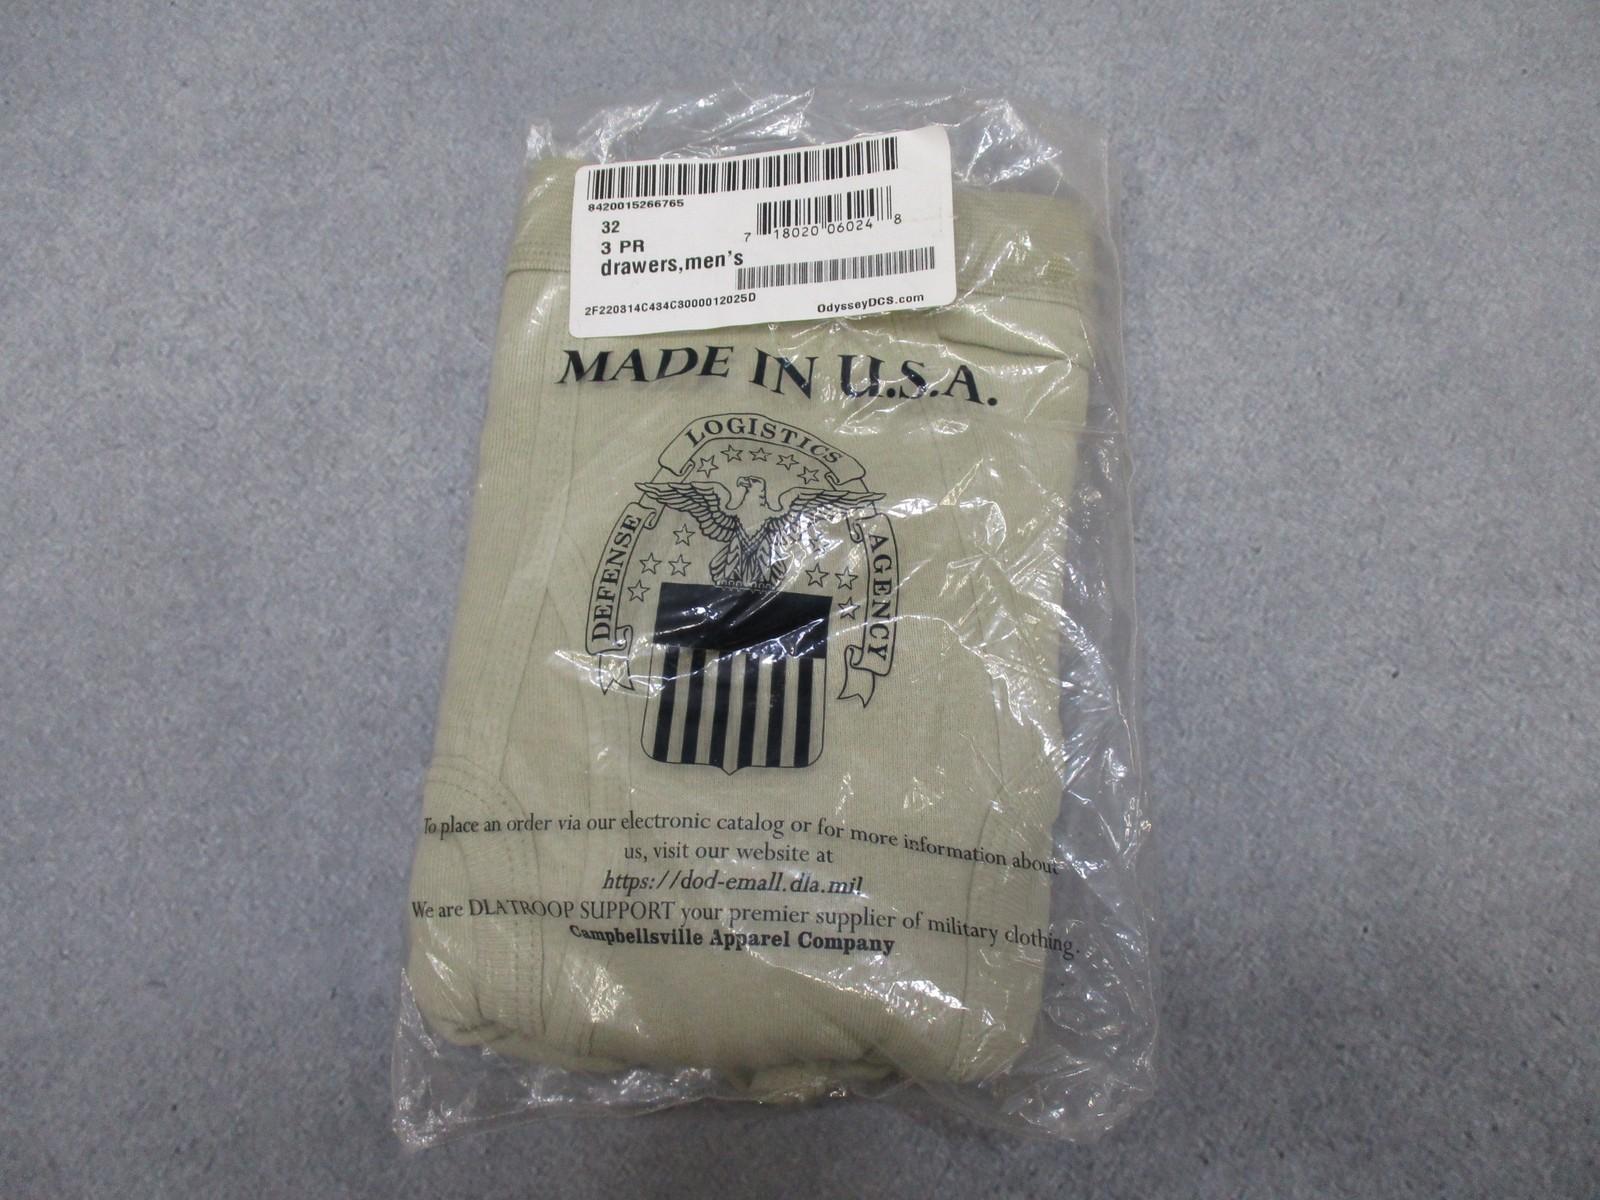 8420015266765
32
3 PR
drawers,men's
7 18020 06024 8
2F220314C434C3000012025D
OdysseyDCS.com
MADE IN U.S.A.
DEFENSE LOGISTICS AGENCY
To place an order via our electronic catalog or for more information about
us, visit our website at
https://dod-emall.dla.mil
We are DLA TROOP SUPPORT your premier supplier of military clothing.
Campbellsville Apparel Company